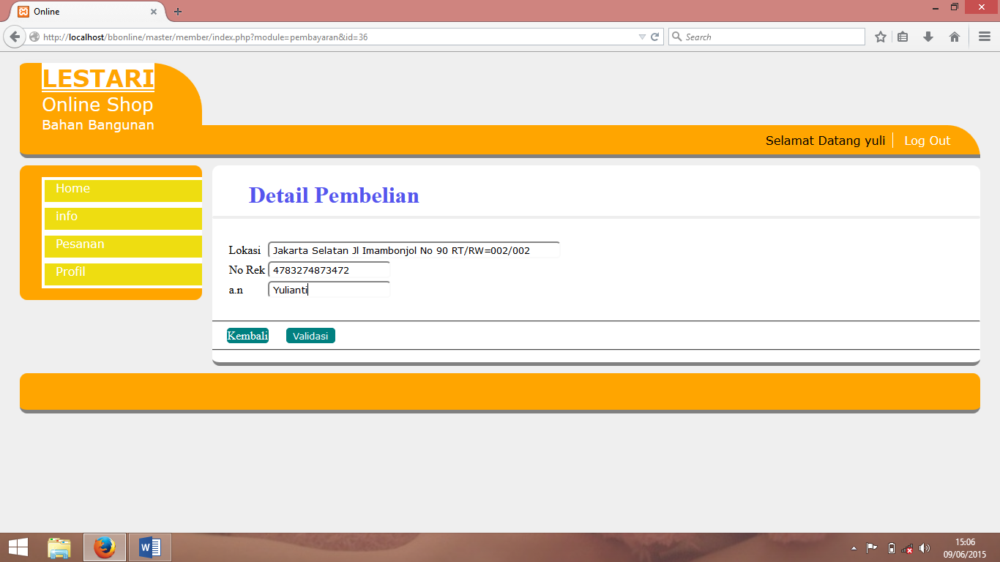 Online
http://localhost/bbonline/master/member/index.php?module=pembayaran&id=36
Search
LESTARI
Online Shop
Bahan Bangunan
Selamat Datang yuli
Log Out
Home
info
Pesanan
Profil
Detail Pembelian
Lokasi Jakarta Selatan Jl Imambonjol No 90 RT/RW=002/002
No Rek 4783274873472
a.n Yulianti
Kembali Validasi
15:06
09/06/2015